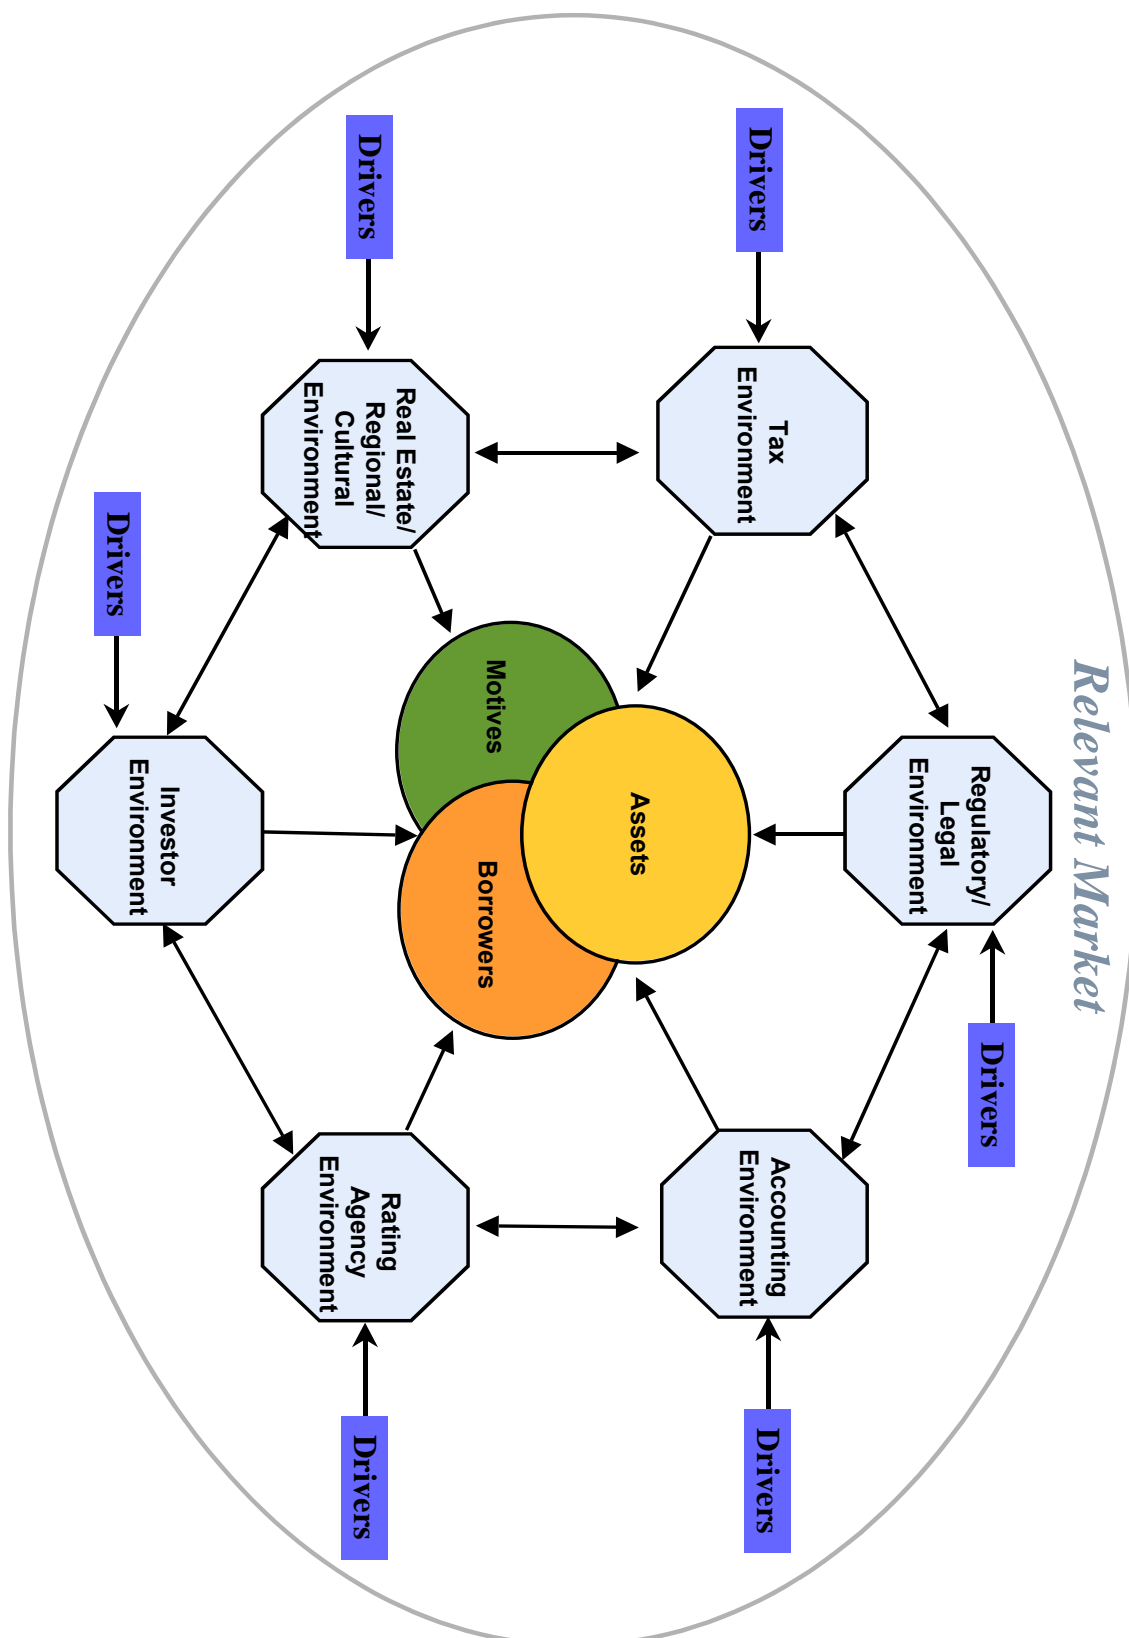 Relevant Market
Regulatory/
Legal
Environment
Drivers
Drivers
Tax
Environment
Accounting
Environment
Drivers
Assets
Motives
Borrowers
Drivers
Real Estate/
Regional/
Cultural
Environment
Rating
Agency
Environment
Drivers
Drivers
Investor
Environment